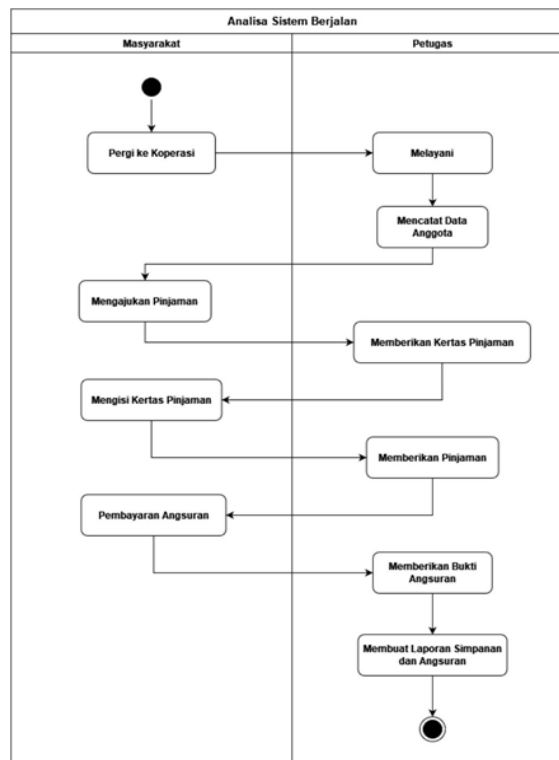 Analisa Sistem Berjalan
Masyarakat
Petugas
Pergi ke Koperasi
Melayani
Mencatat Data
Anggota
Mengajukan Pinjaman
Memberikan Kertas Pinjaman
Mengisi Kertas Pinjaman
Memberikan Pinjaman
Pembayaran Angsuran
Memberikan Bukti
Angsuran
Membuat Laporan Simpanan
dan Angsuran